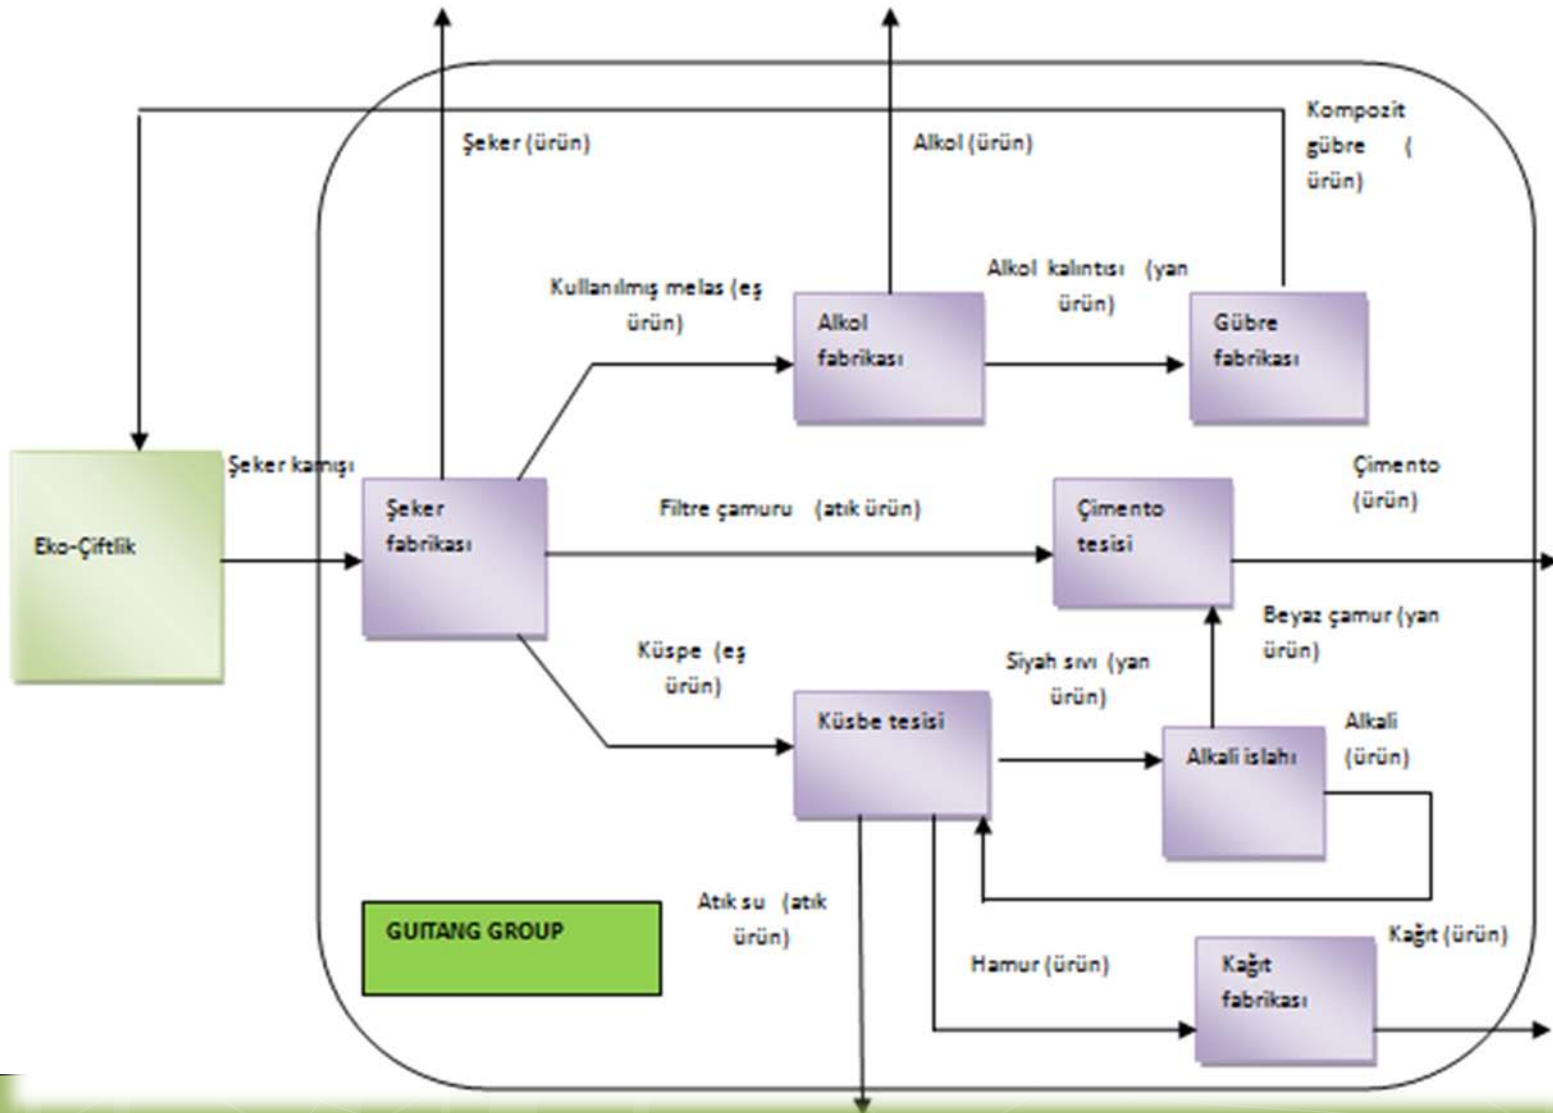 Şeker (ürün)
Alkol (ürün)
Kompozit
gübre (
ürün)
Kullanılmış melas (eş
ürün)
Alkol kalıntısı (yan
ürün)
Alkol
fabrikası
Gübre
fabrikası
Şeker kamışı
Eko-Çiftlik
Şeker
fabrikası
Filtre çamuru (atık ürün)
Çimento
tesisi
Çimento
(ürün)
Küspe (eş
ürün)
Siyah sıvı (yan
ürün)
Beyaz çamur (yan
ürün)
Küsbe tesisi
Alkali islahı
Alkali
(ürün)
GUITANG GROUP
Atık su (atık
ürün)
Hamur (ürün)
Kağıt
fabrikası
Kağıt (ürün)